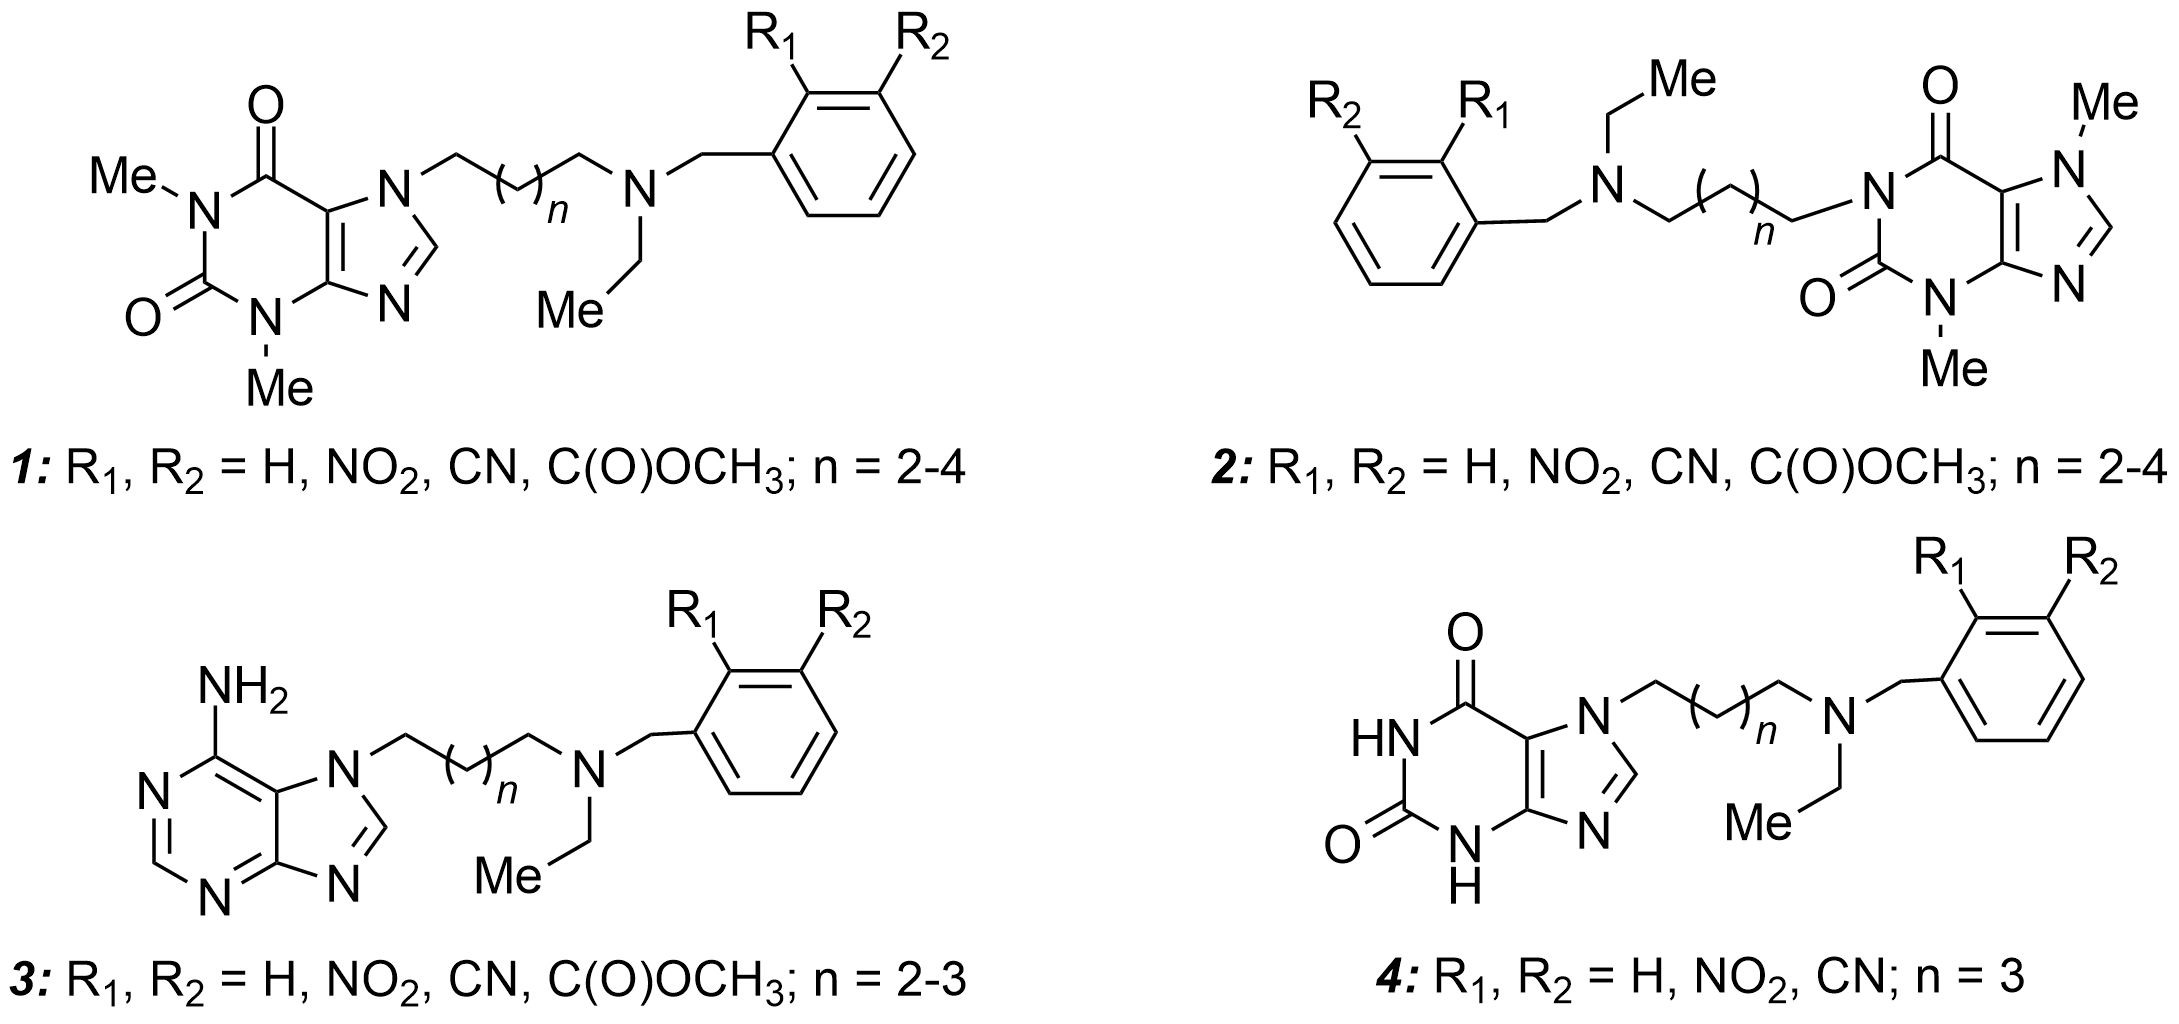 R1 R2
O
Me
N
N
n
N
O
N
N
Me
Me
1: R1, R2 = H, NO2, CN, C(O)OCH3; n = 2-4
Me
R2 R1
O
Me
N
N
N
n
O
N
N
Me
2: R1, R2 = H, NO2, CN, C(O)OCH3; n = 2-4
R1 R2
NH2
N
N
n
N
N
N
Me
3: R1, R2 = H, NO2, CN, C(O)OCH3; n = 2-3
R1 R2
O
HN
N
n
N
O
N
H
N
Me
4: R1, R2 = H, NO2, CN; n = 3